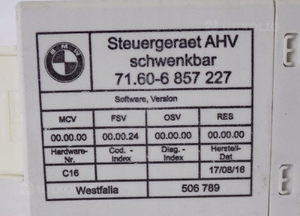 BMW
Steuergeraet AHV
schwenkbar
71.60-6 857 227
Software, Version
MCV FSV OSV RES
00.00.00 00.00.24 00.00.00 00.00.00
Hardware- Cod. - Diag. - Herstell-
Nr. Index Index Dat
C16 17/08/16
Westfalia 506 789